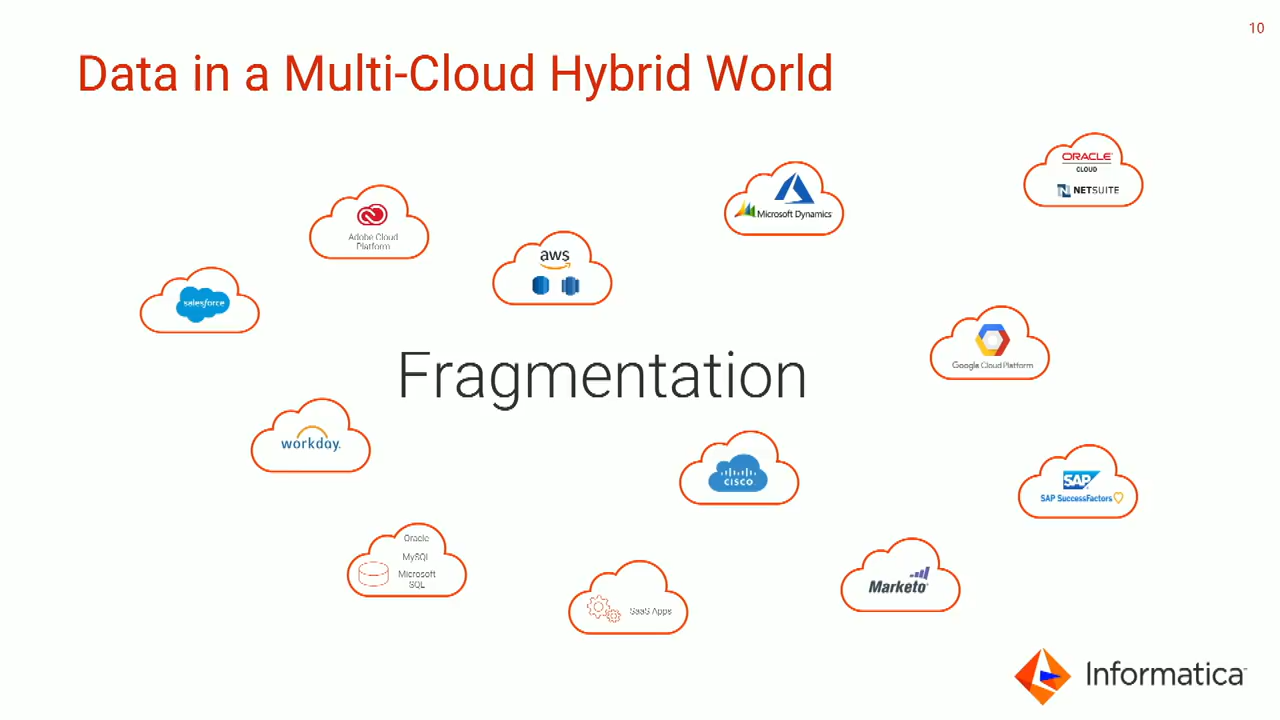 10
Data in a Multi-Cloud Hybrid World
ORACLE
CLOUD
NETSUITE
Microsoft Dynamics
Adobe Cloud
Platform
aws
salesforce
Google Cloud Platform
Fragmentation
workday.
CISCO
SAP
SAP SuccessFactors
Oracle
MySQL
Microsoft
SQL
Marketo
SaaS Apps
Informatica